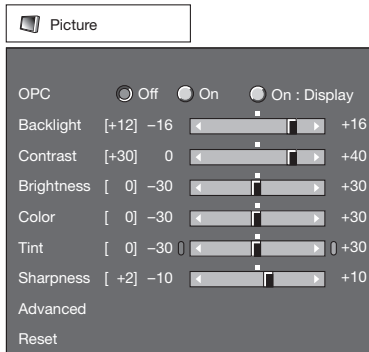 Picture
OPC Off On On : Display
Backlight [+12] –16 +16
Contrast [+30] 0 +40
Brightness [ 0] –30 +30
Color [ 0] –30 +30
Tint [ 0] –30 +30
Sharpness [ +2] –10 +10
Advanced
Reset